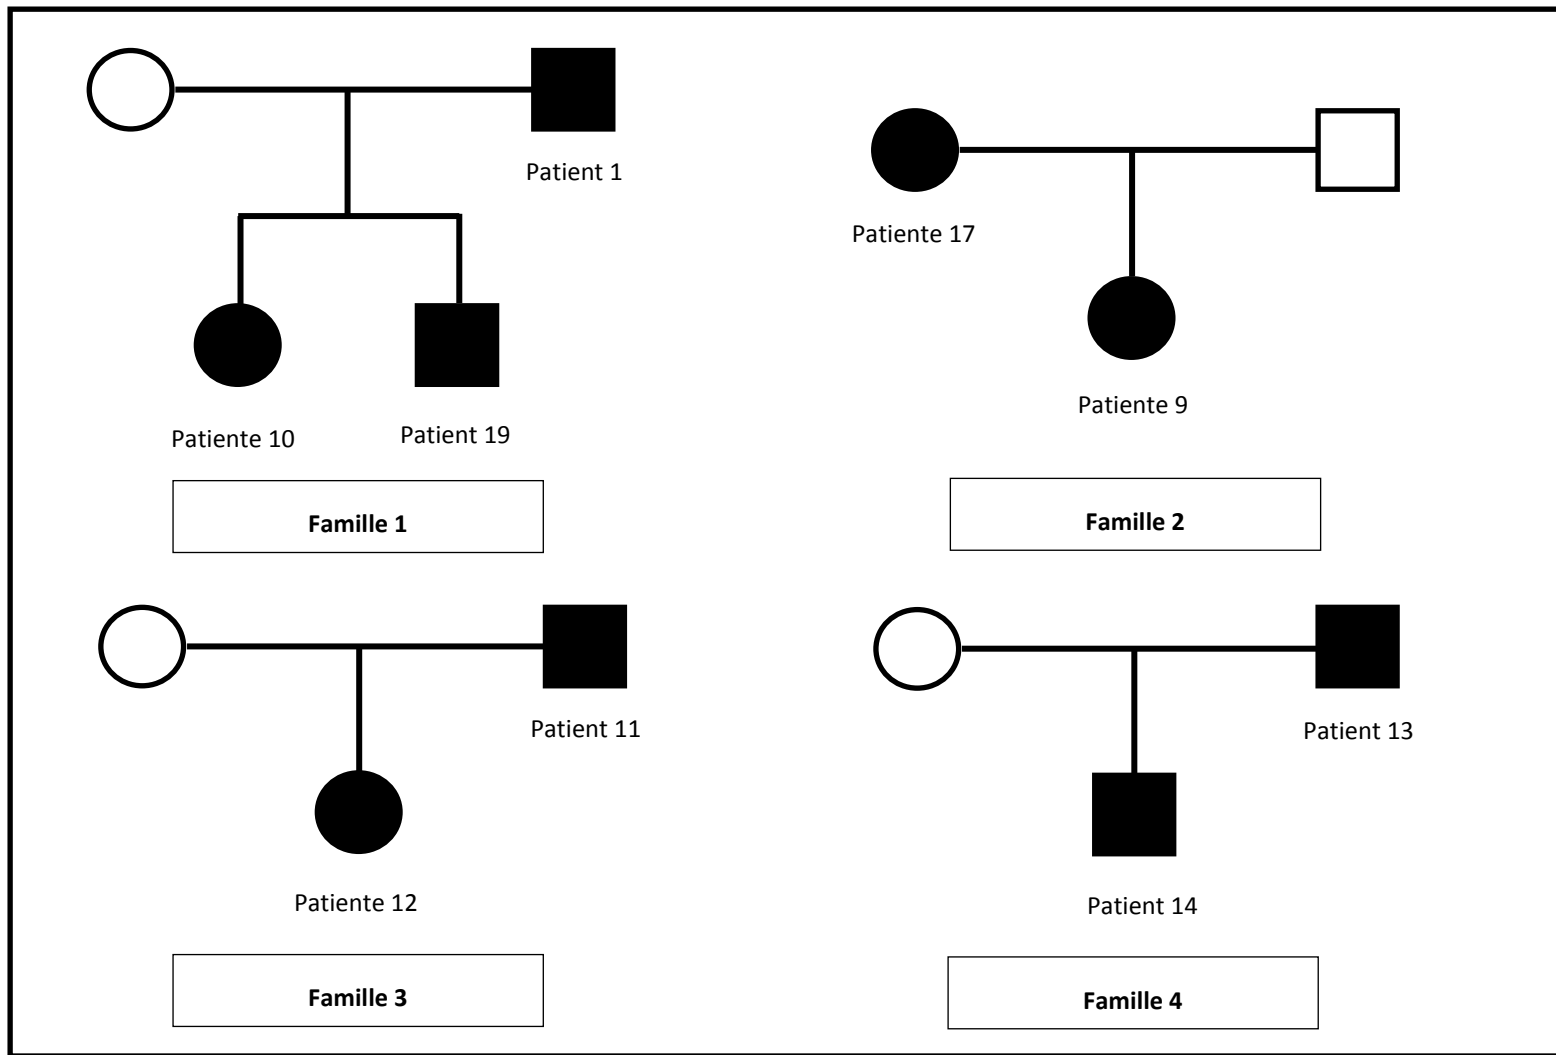 Patient 1
Patiente 17
Patiente 10
Patient 19
Patiente 9
Famille 1
Famille 2
Patient 11
Patient 13
Patiente 12
Patient 14
Famille 3
Famille 4